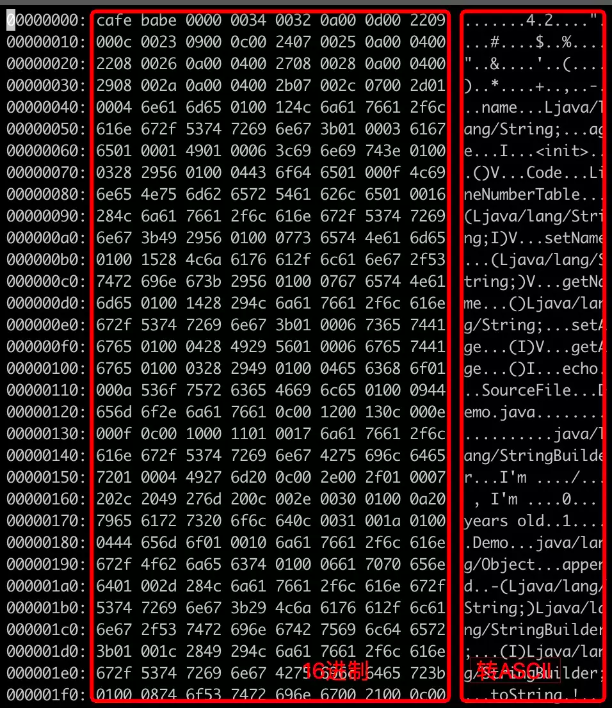 00000000: cafe babe 0000 0034 0032 0a00 0d00 2209 .......4.2....".
00000010: 000c 0023 0900 0c00 2407 0025 0a00 0400 ...#....$..%....
00000020: 2208 0026 0a00 0400 2708 0028 0a00 0400 "..&....'..(....
00000030: 2908 002a 0a00 0400 2b07 002c 0700 2d01 )..*....+..,..-.
00000040: 0004 6e61 6d65 0100 124c 6a61 7661 2f6c ..name...Ljava/l
00000050: 616e 672f 5374 7269 6e67 3b01 0003 6167 ang/String;...ag
00000060: 6501 0001 4901 0006 3c69 6e69 743e 0100 e...I...<init>..
00000070: 0328 2956 0100 0443 6f64 6501 000f 4c69 .()V...Code...Li
00000080: 6e65 4e75 6d62 6572 5461 626c 6501 0016 neNumberTable...
00000090: 284c 6a61 7661 2f6c 616e 672f 5374 7269 (Ljava/lang/Stri
000000a0: 6e67 3b49 2956 0100 0773 6574 4e61 6d65 ng;I)V...setName
000000b0: 0100 1528 4c6a 6176 612f 6c61 6e67 2f53 ...(Ljava/lang/S
000000c0: 7472 696e 673b 2956 0100 0767 6574 4e61 tring;)V...getNa
000000d0: 6d65 0100 1428 294c 6a61 7661 2f6c 616e me...()Ljava/lan
000000e0: 672f 5374 7269 6e67 3b01 0006 7365 7441 g/String;...setA
000000f0: 6765 0100 0428 4929 5601 0006 6765 7441 ge...(I)V...getA
00000100: 6765 0100 0328 2949 0100 0465 6368 6f01 ge...()I...echo.
00000110: 000a 536f 7572 6365 4669 6c65 0100 0944 ..SourceFile...D
00000120: 656d 6f2e 6a61 7661 0c00 1200 130c 000e emo.java........
00000130: 000f 0c00 1000 1101 0017 6a61 7661 2f6c ..........java/l
00000140: 616e 672f 5374 7269 6e67 4275 696c 6465 ang/StringBuilde
00000150: 7201 0004 4927 6d20 0c00 2e00 2f01 0007 r...I'm ..../...
00000160: 202c 2049 276d 200c 002e 0030 0100 0a20  , I'm ....0...
00000170: 7965 6172 7320 6f6c 640c 0031 001a 0100 years old..1....
00000180: 0444 656d 6f01 0010 6a61 7661 2f6c 616e .Demo...java/lan
00000190: 672f 4f62 6a65 6374 0100 0661 7070 656e g/Object...appen
000001a0: 6401 002d 284c 6a61 7661 2f6c 616e 672f d..-(Ljava/lang/
000001b0: 5374 7269 6e67 3b29 4c6a 6176 612f 6c61 String;)Ljava/la
000001c0: 6e67 2f53 7472 696e 6742 7569 6c64 6572 ng/StringBuilder
000001d0: 3b01 001c 2849 294c 6a61 7661 2f6c 616e ;...(I)Ljava/lan
000001e0: 672f 5374 7269 6e67 4275 696c 6465 723b g/StringBuilder;
16进制 转ASCII
000001f0: 0100 0874 6f53 7472 696e 6700 2100 0c00 ...toString.!...